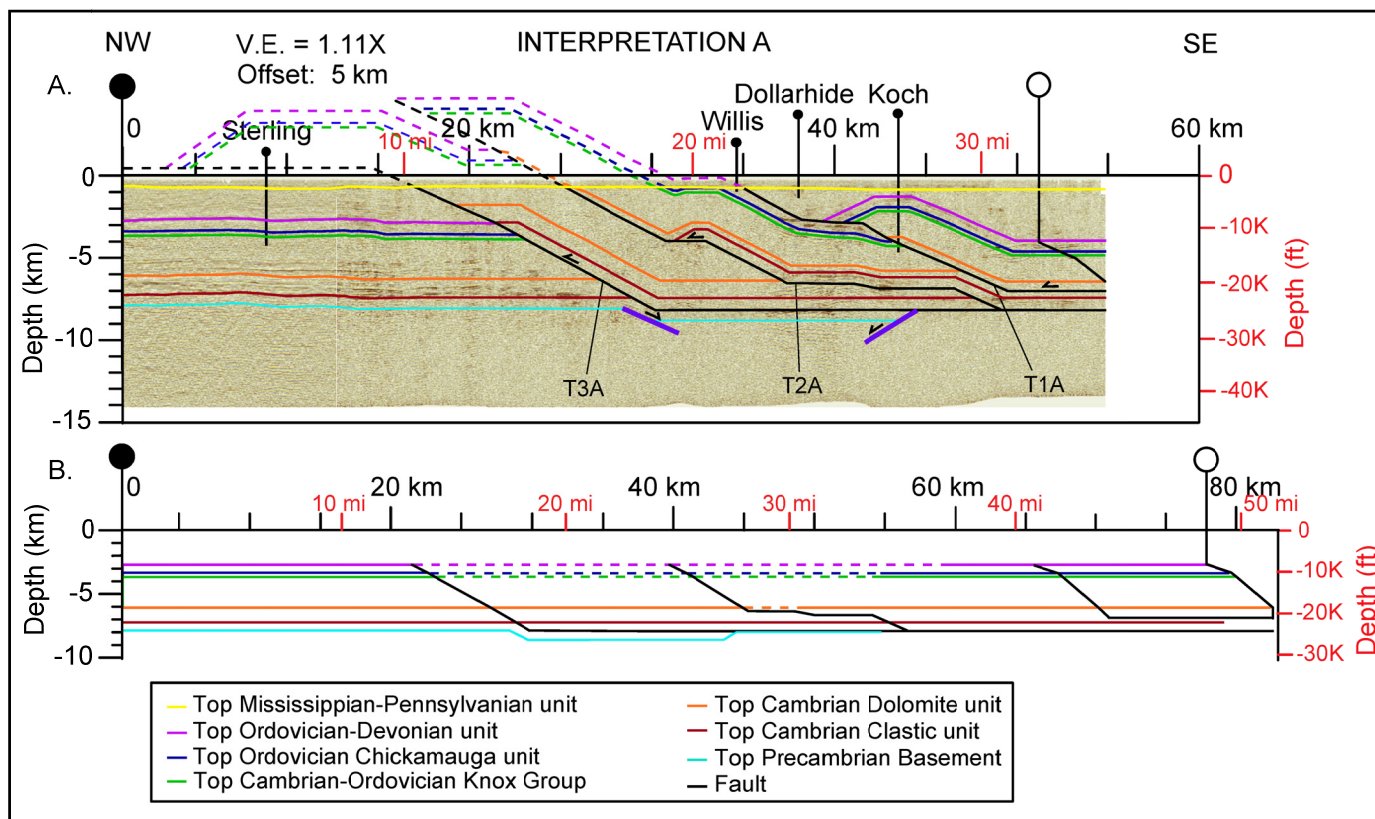 NW
V.E. = 1.11X
Offset: 5 km
INTERPRETATION A
SE
A.
Dollarhide Koch
Willis
Sterling
0
20 km
40 km
60 km
10 mi
20 mi
30 mi
0
-5
-10
-15
Depth (km)
0
-10K
-20K
-30K
-40K
Depth (ft)
T3A
T2A
T1A
B.
0
20 km
40 km
60 km
80 km
10 mi
20 mi
30 mi
40 mi
50 mi
0
-5
-10
Depth (km)
0
-10K
-20K
-30K
Depth (ft)
Top Mississippian-Pennsylvanian unit
Top Ordovician-Devonian unit
Top Ordovician Chickamauga unit
Top Cambrian-Ordovician Knox Group
Top Cambrian Dolomite unit
Top Cambrian Clastic unit
Top Precambrian Basement
Fault